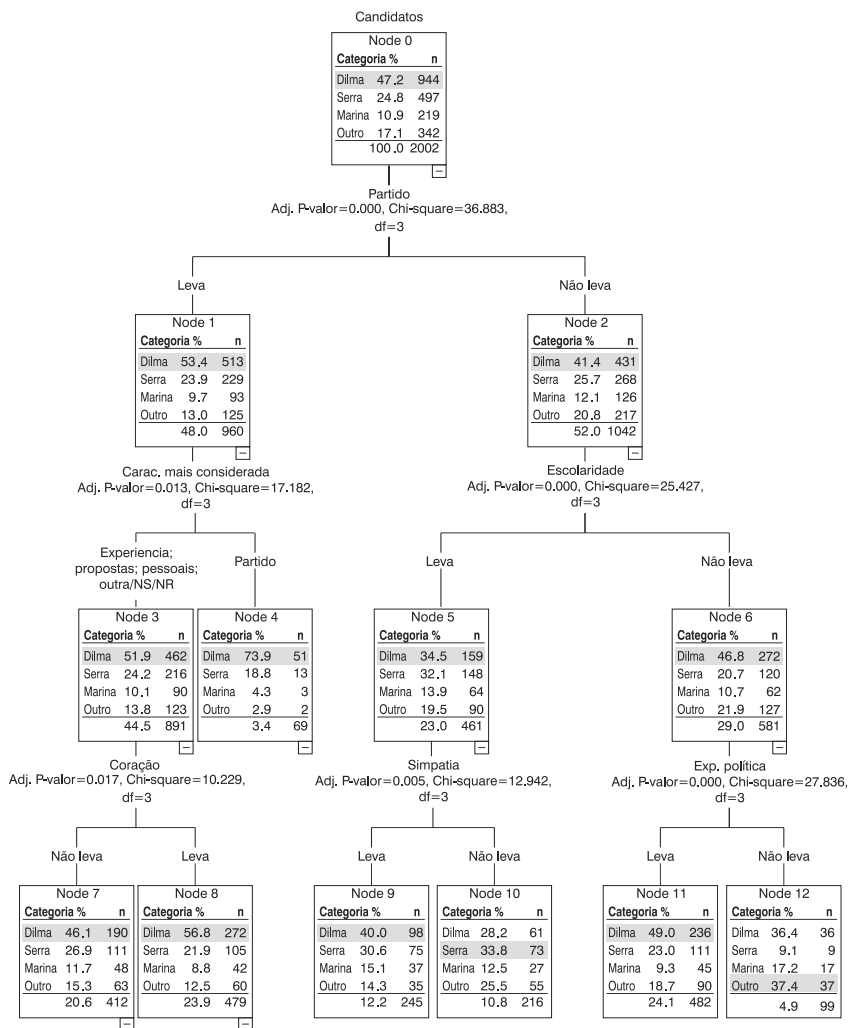 Candidatos
Node 0
Categoria % n
Dilma 47.2 944
Serra 24.8 497
Marina 10.9 219
Outro 17.1 342
100.0 2002
Partido
Adj. P-valor=0.000, Chi-square=36.883,
df=3
Leva
Não leva
Node 1
Categoria % n
Dilma 53.4 513
Serra 23.9 229
Marina 9.7 93
Outro 13.0 125
48.0 960
Node 2
Categoria % n
Dilma 41.4 431
Serra 25.7 268
Marina 12.1 126
Outro 20.8 217
52.0 1042
Carac. mais considerada
Adj. P-valor=0.013, Chi-square=17.182,
df=3
Escolaridade
Adj. P-valor=0.000, Chi-square=25.427,
df=3
Experiencia;
propostas; pessoais;
outra/NS/NR
Partido
Leva
Não leva
Node 3
Categoria % n
Dilma 51.9 462
Serra 24.2 216
Marina 10.1 90
Outro 13.8 123
44.5 891
Node 4
Categoria % n
Dilma 73.9 51
Serra 18.8 13
Marina 4.3 3
Outro 2.9 2
3.4 69
Node 5
Categoria % n
Dilma 34.5 159
Serra 32.1 148
Marina 13.9 64
Outro 19.5 90
23.0 461
Node 6
Categoria % n
Dilma 46.8 272
Serra 20.7 120
Marina 10.7 62
Outro 21.9 127
29.0 581
Coração
Adj. P-valor=0.017, Chi-square=10.229,
df=3
Simpatia
Adj. P-valor=0.005, Chi-square=12.942,
df=3
Exp. política
Adj. P-valor=0.000, Chi-square=27.836,
df=3
Não leva
Leva
Leva
Não leva
Leva
Não leva
Node 7
Categoria % n
Dilma 46.1 190
Serra 26.9 111
Marina 11.7 48
Outro 15.3 63
20.6 412
Node 8
Categoria % n
Dilma 56.8 272
Serra 21.9 105
Marina 8.8 42
Outro 12.5 60
23.9 479
Node 9
Categoria % n
Dilma 40.0 98
Serra 30.6 75
Marina 15.1 37
Outro 14.3 35
12.2 245
Node 10
Categoria % n
Dilma 28.2 61
Serra 33.8 73
Marina 12.5 27
Outro 25.5 55
10.8 216
Node 11
Categoria % n
Dilma 49.0 236
Serra 23.0 111
Marina 9.3 45
Outro 18.7 90
24.1 482
Node 12
Categoria % n
Dilma 36.4 36
Serra 9.1 9
Marina 17.2 17
Outro 37.4 37
4.9 99